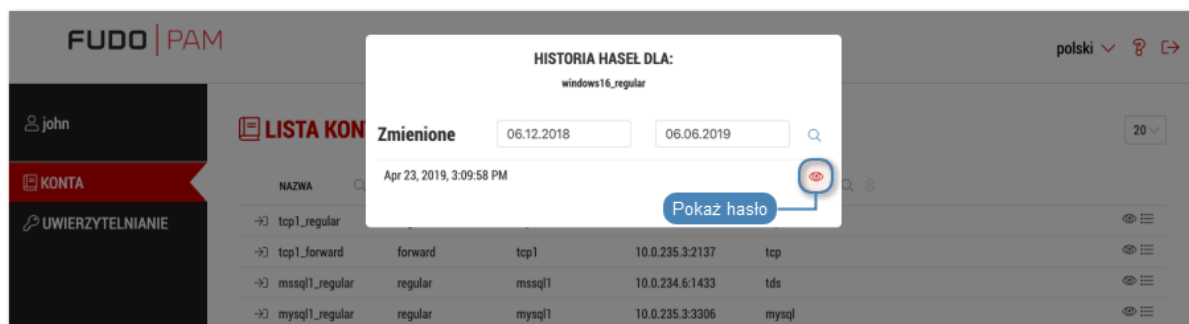 FUDO | PAM
polski
john
KONTA
UWIERZYTELNIANIE
LISTA KON
20
NAZWA
HISTORIA HASEŁ DLA:
windows16_regular
Zmienione 06.12.2018 06.06.2019
Apr 23, 2019, 3:09:58 PM
Pokaż hasło
tcp1_regular
tcp1_forward forward tcp1 10.0.235.3:2137 tcp
mssql1_regular regular mssql1 10.0.234.6:1433 tds
mysql1_regular regular mysql1 10.0.235.3:3306 mysql